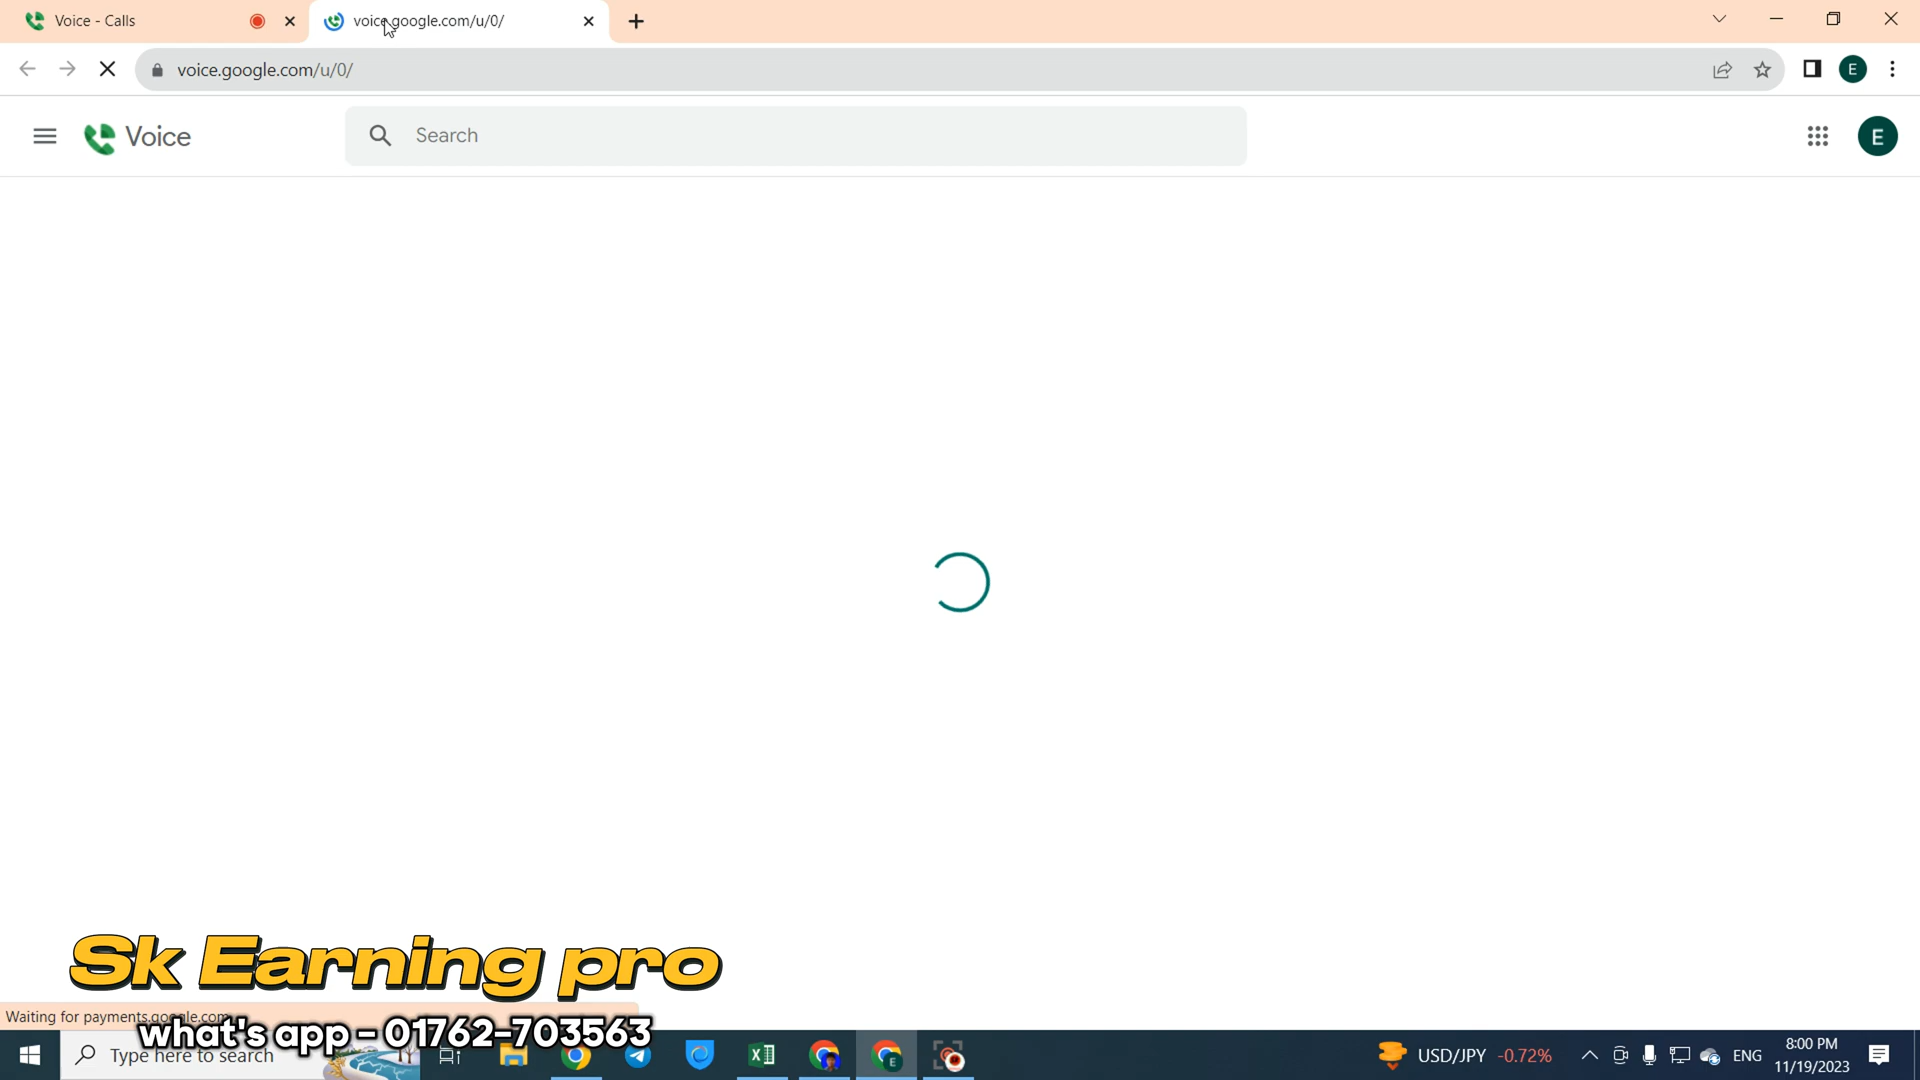 Voice - Calls
voice.google.com/u/0/
voice.google.com/u/0/
E
Voice
Search
E
Sk Earning pro
Waiting for payments.google.com...
what's app - 01762-703563
Type here to search
USD/JPY -0.72%
ENG
8:00 PM
11/19/2023